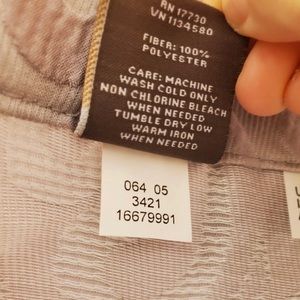 RN 17730
VN 1134580
FIBER: 100%
POLYESTER
CARE: MACHINE
WASH COLD ONLY
NON CHLORINE BLEACH
WHEN NEEDED
TUMBLE DRY LOW
WARM IRON
WHEN NEEDED
064 05
3421
16679991